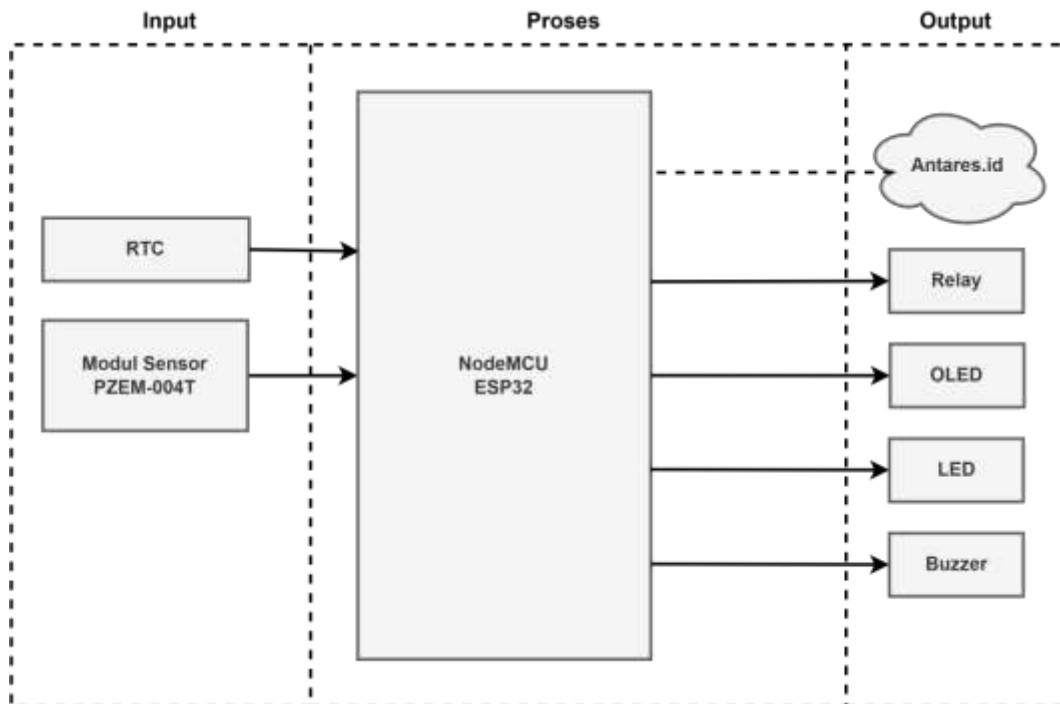 Input
Proses
Output
Antares.id
RTC
Relay
Modul Sensor
PZEM-004T
NodeMCU
ESP32
OLED
LED
Buzzer